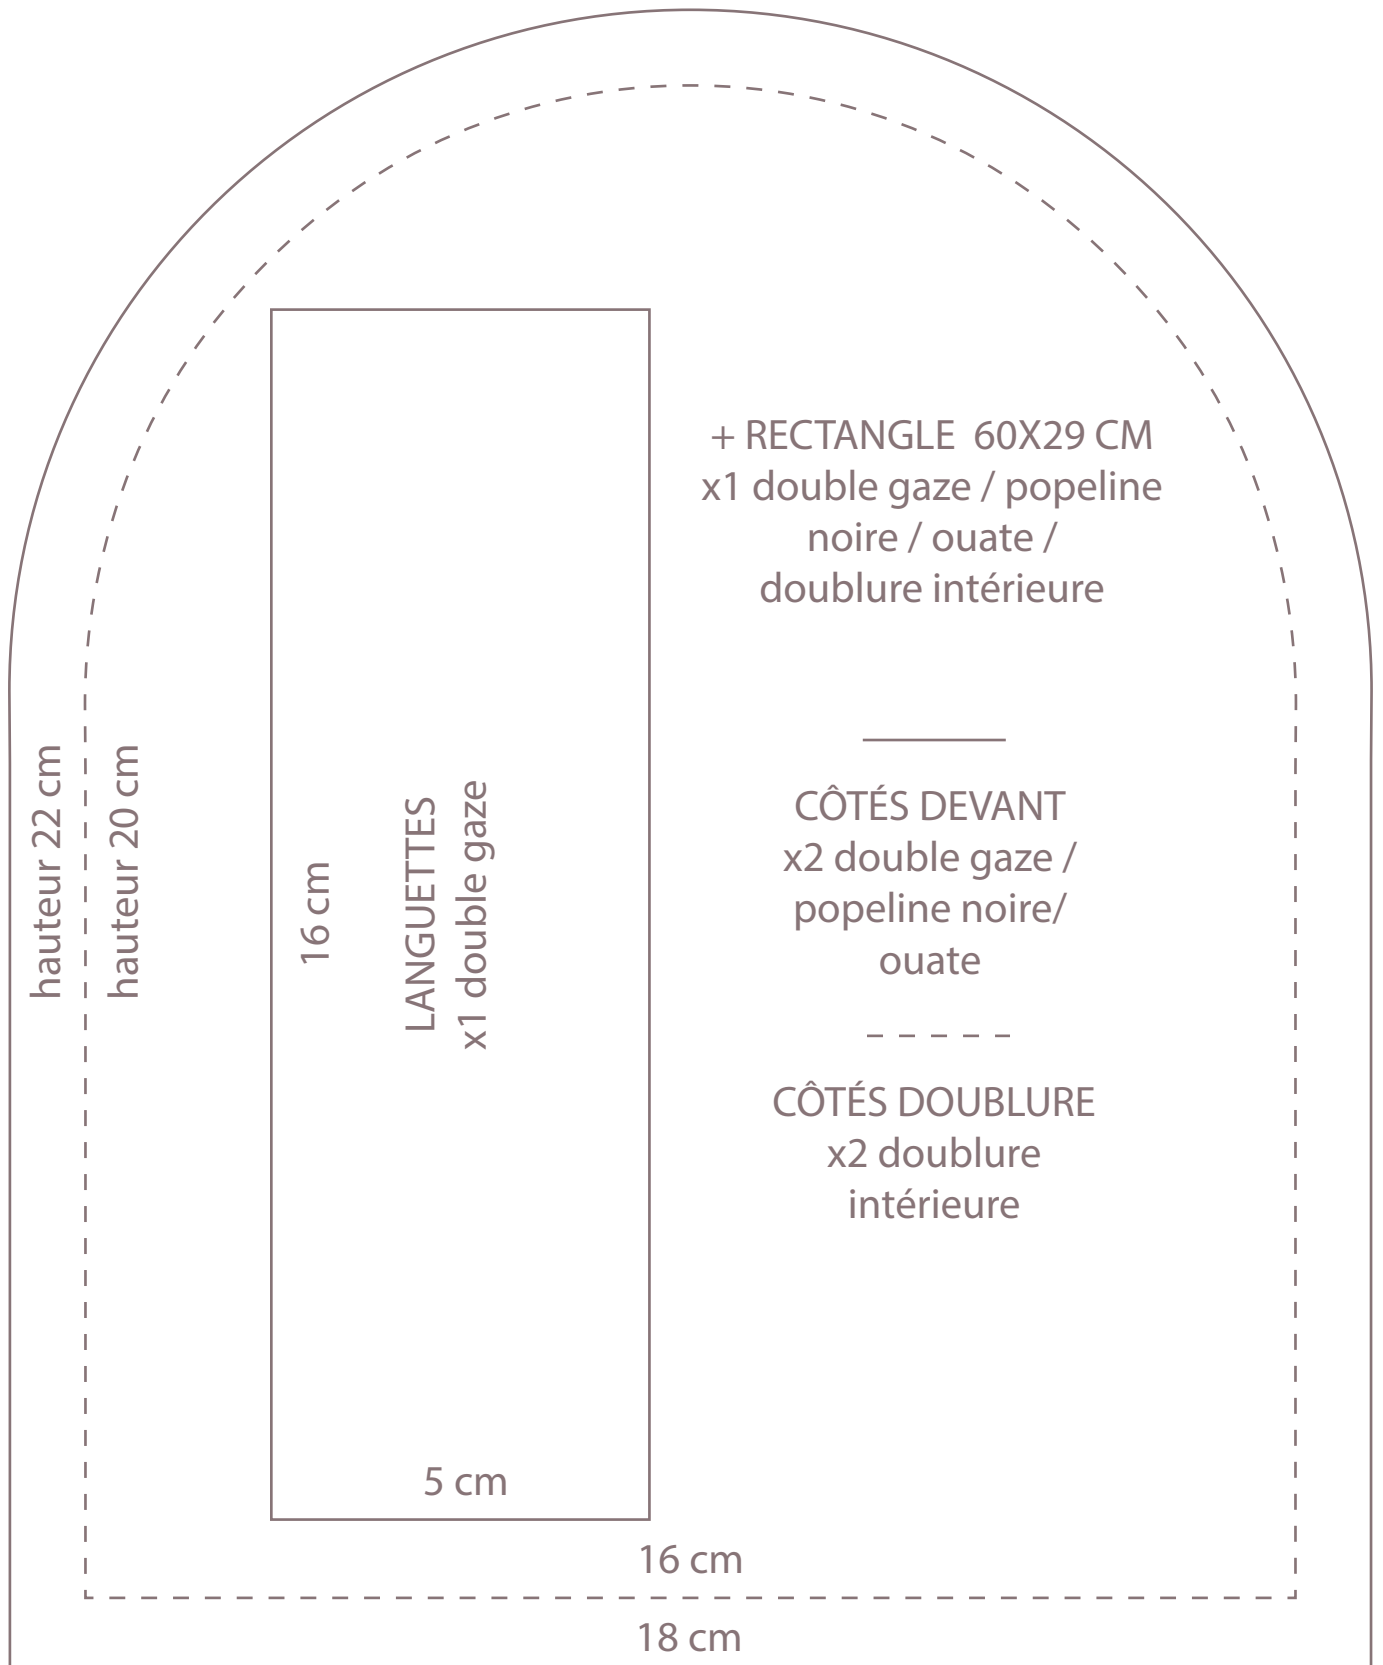 + RECTANGLE 60X29 CM
x1 double gaze / popeline
noire / ouate /
doublure intérieure
hauteur 22 cm
hauteur 20 cm
16 cm
LANGUETTES
x1 double gaze
CÔTÉS DEVANT
x2 double gaze /
popeline noire/
ouate
CÔTÉS DOUBLURE
x2 doublure
intérieure
5 cm
16 cm
18 cm